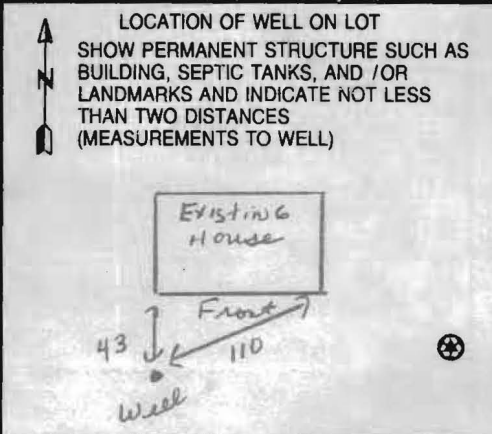 LOCATION OF WELL ON LOT
SHOW PERMANENT STRUCTURE SUCH AS
BUILDING, SEPTIC TANKS, AND / OR
LANDMARKS AND INDICATE NOT LESS
THAN TWO DISTANCES
(MEASUREMENTS TO WELL)
N
Existing
House
Front
43
110
Well